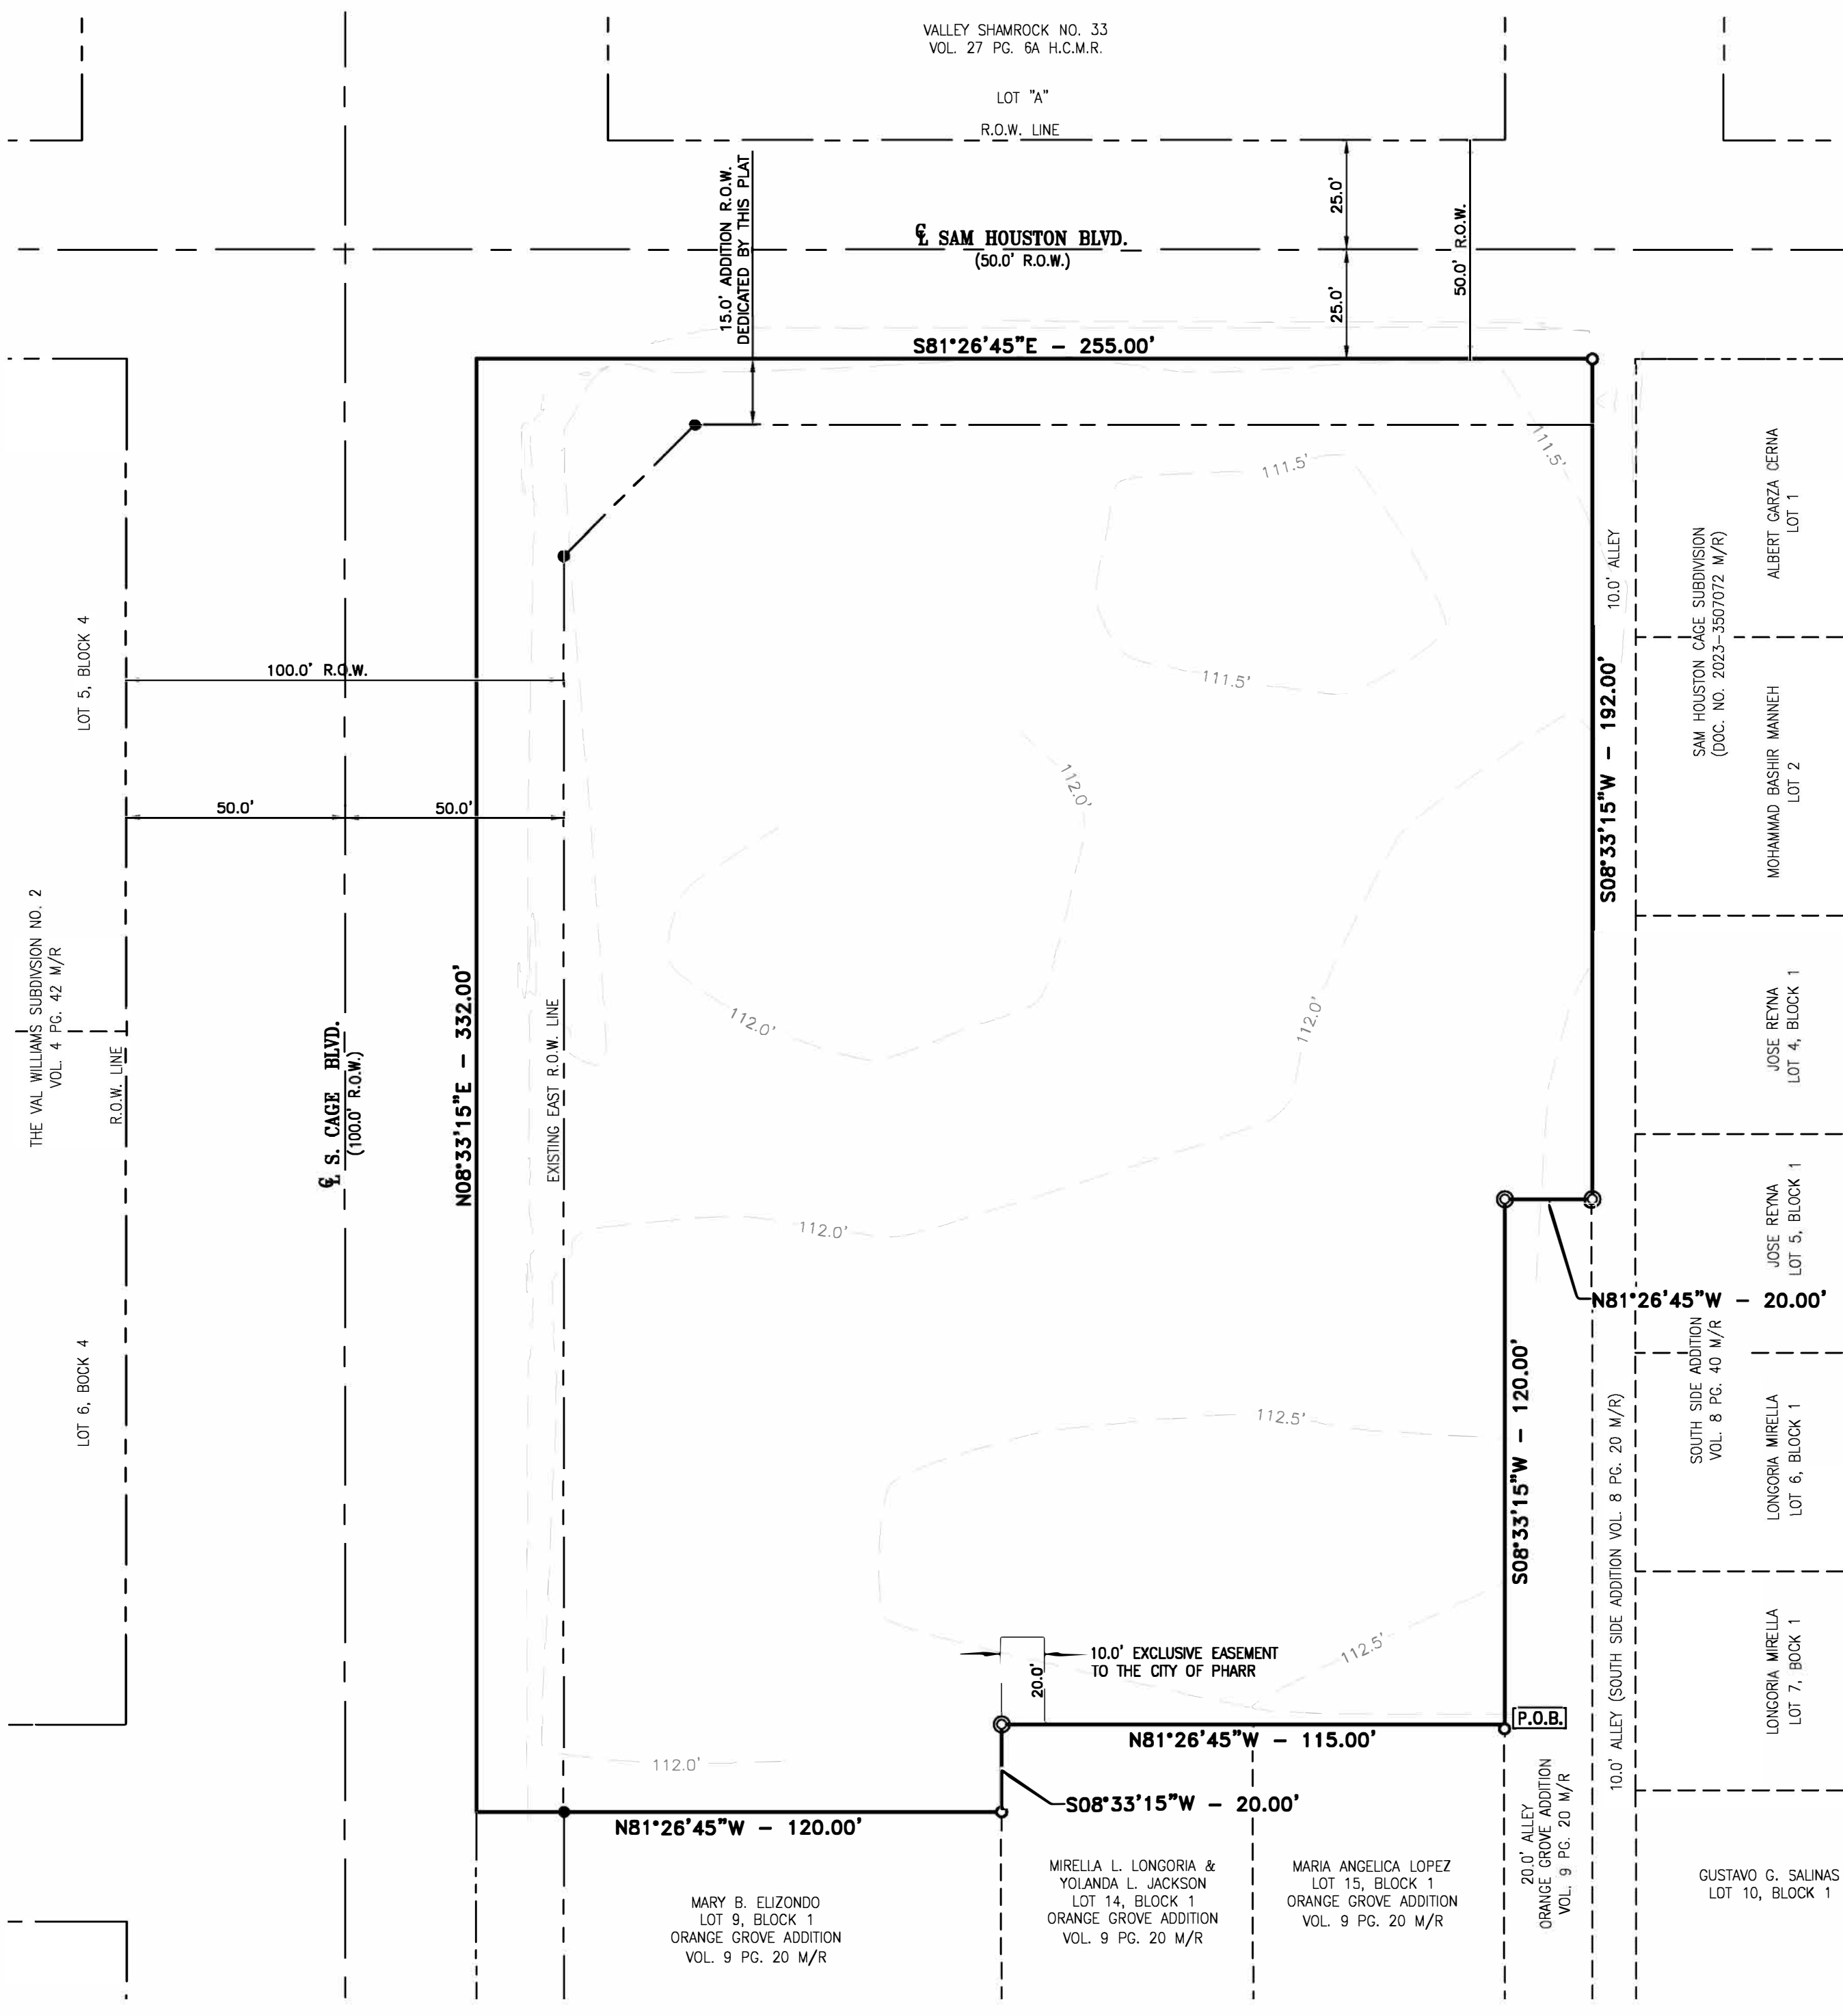 VALLEY SHAMROCK NO. 33
VOL. 27 PG. 6A H.C.M.R.
LOT "A"
R.O.W. LINE
15.0' ADDITION R.O.W.
DEDICATED BY THIS PLAT
25.0'
25.0'
50.0' R.O.W.
℄ SAM HOUSTON BLVD.
(50.0' R.O.W.)
S81°26'45"E - 255.00'
111.5'
111.5'
111.5'
10.0' ALLEY
ALBERT GARZA CERNA
LOT 1
SAM HOUSTON CAGE SUBDIVISION
(DOC. NO. 2023-3507072 M/R)
LOT 5, BLOCK 4
100.0' R.O.W.
S08°33'15"W - 192.00'
MOHAMMAD BASHIR MANNEH
LOT 2
50.0'
50.0'
112.0'
THE VAL WILLIAMS SUBDIVSION NO. 2
VOL. 4 PG. 42 M/R
R.O.W. LINE
℄ S. CAGE BLVD.
(100.0' R.O.W.)
N08°33'15"E - 332.00'
EXISTING EAST R.O.W. LINE
112.0'
112.0'
JOSE REYNA
LOT 4, BLOCK 1
112.0'
JOSE REYNA
LOT 5, BLOCK 1
N81°26'45"W - 20.00'
LOT 6, BOCK 4
S08°33'15"W - 120.00'
SOUTH SIDE ADDITION
VOL. 8 PG. 40 M/R
112.5'
LONGORIA MIRELLA
LOT 6, BLOCK 1
10.0' ALLEY (SOUTH SIDE ADDITION VOL. 8 PG. 20 M/R)
10.0' EXCLUSIVE EASEMENT
TO THE CITY OF PHARR
20.0'
112.5'
LONGORIA MIRELLA
LOT 7, BOCK 1
P.O.B.
N81°26'45"W - 115.00'
112.0'
S08°33'15"W - 20.00'
N81°26'45"W - 120.00'
20.0' ALLEY
ORANGE GROVE ADDITION
VOL. 9 PG. 20 M/R
MARY B. ELIZONDO
LOT 9, BLOCK 1
ORANGE GROVE ADDITION
VOL. 9 PG. 20 M/R
MIRELLA L. LONGORIA &
YOLANDA L. JACKSON
LOT 14, BLOCK 1
ORANGE GROVE ADDITION
VOL. 9 PG. 20 M/R
MARIA ANGELICA LOPEZ
LOT 15, BLOCK 1
ORANGE GROVE ADDITION
VOL. 9 PG. 20 M/R
GUSTAVO G. SALINAS
LOT 10, BLOCK 1